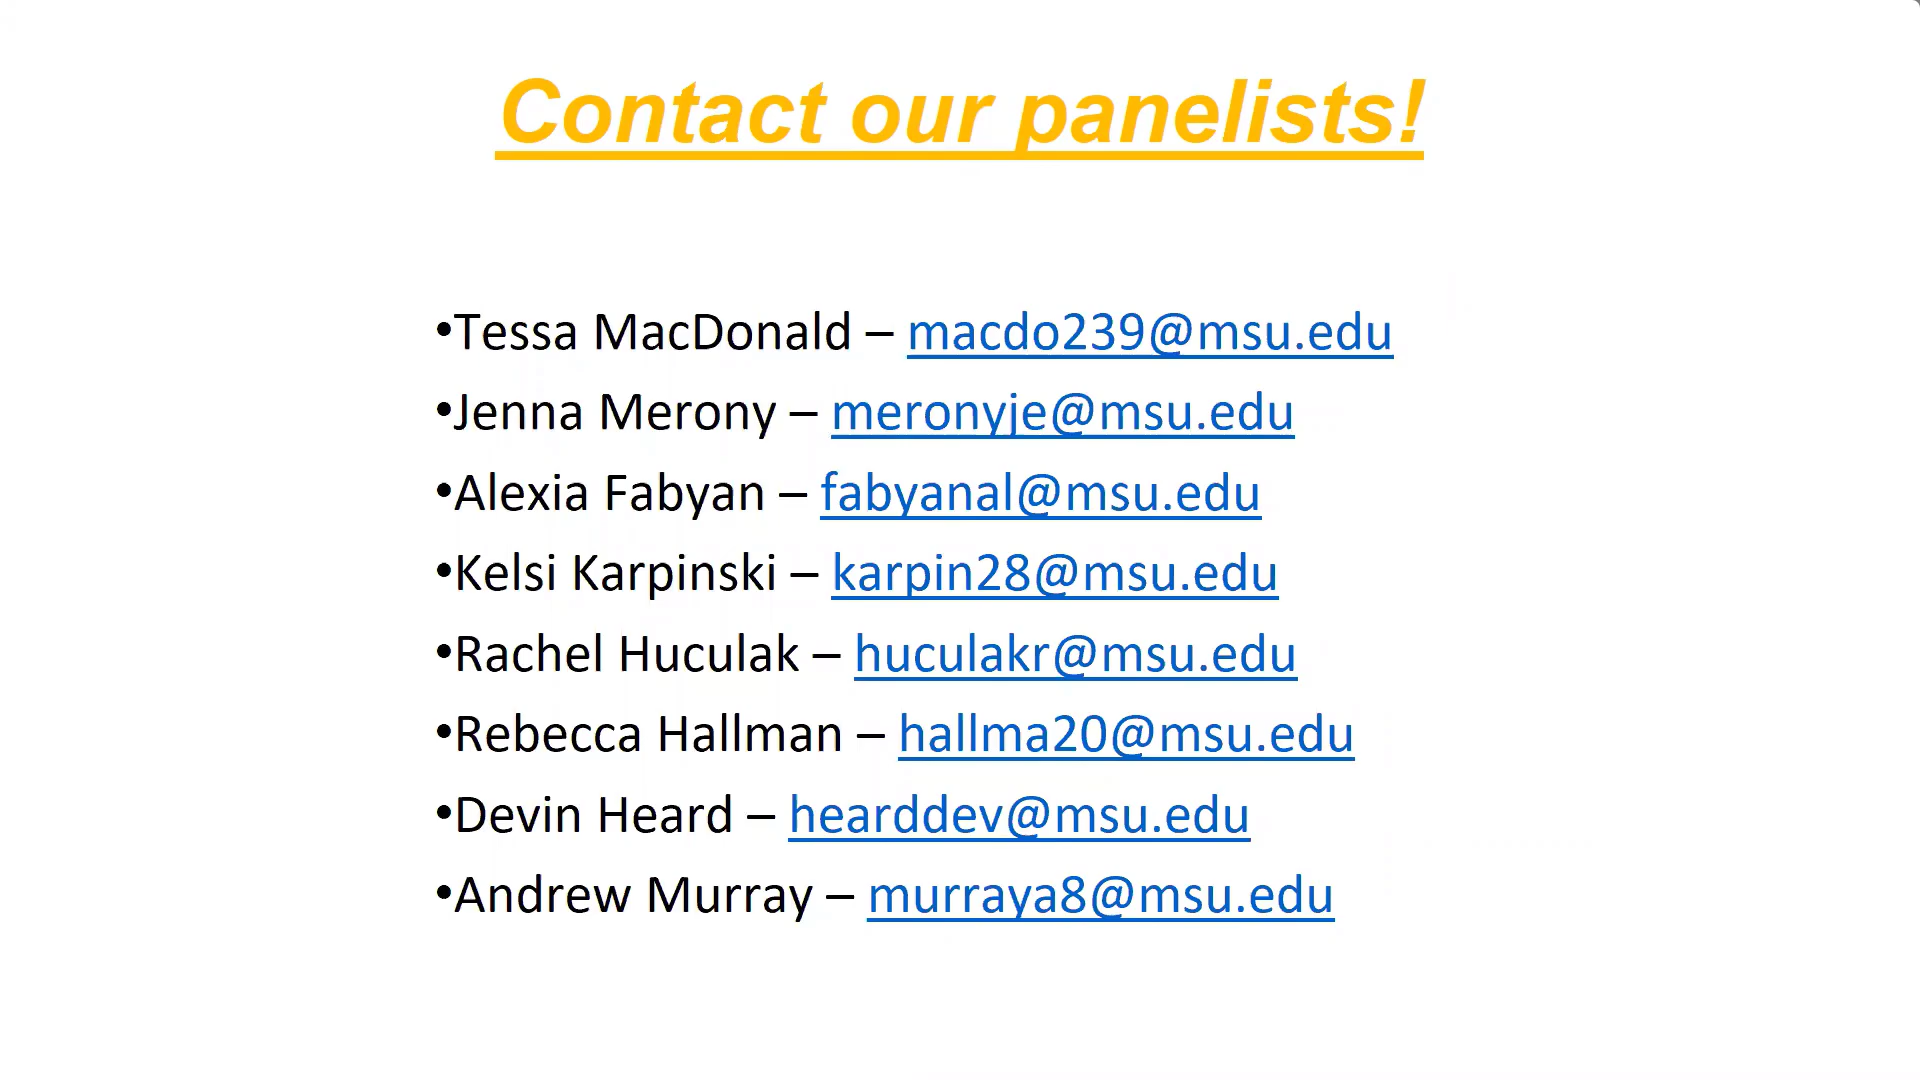 Contact our panelists!
•Tessa MacDonald – macdo239@msu.edu
•Jenna Merony – meronyje@msu.edu
•Alexia Fabyan – fabyanal@msu.edu
•Kelsi Karpinski – karpin28@msu.edu
•Rachel Huculak – huculakr@msu.edu
•Rebecca Hallman – hallma20@msu.edu
•Devin Heard – hearddev@msu.edu
•Andrew Murray – murraya8@msu.edu